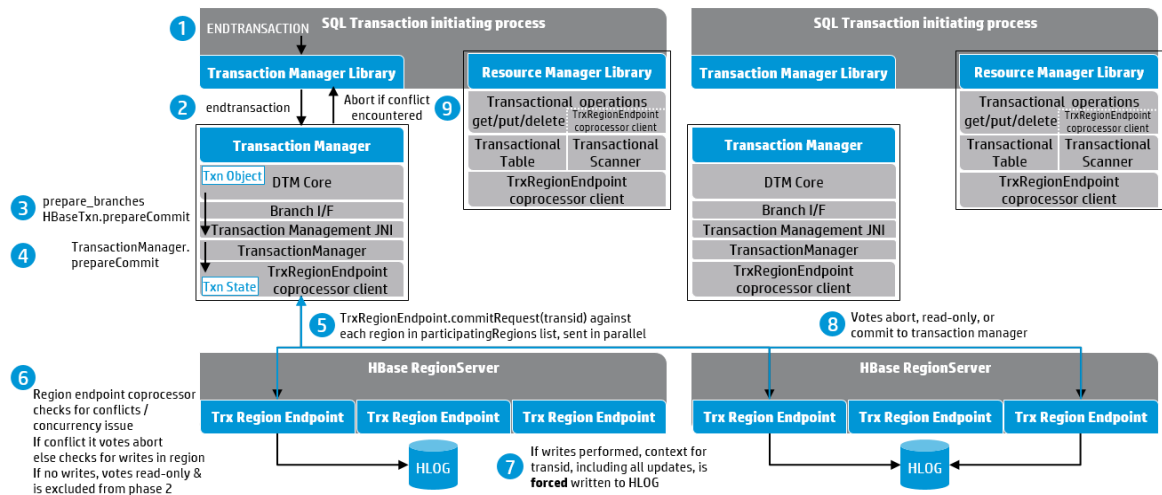 SQL Transaction initiating process
1
ENDTRANSACTION
Transaction Manager Library
Resource Manager Library
2
endtransaction
Abort if conflict
encountered
9
Transactional operations
get/put/delete
TrxRegionEndpoint
coprocessor client
Transactional
Table
Transactional
Scanner
TrxRegionEndpoint
coprocessor client
Transaction Manager
Txn Object
DTM Core
3
prepare_branches
HBaseTxn.prepareCommit
Branch I/F
Transaction Management JNI
4
TransactionManager.
prepareCommit
TransactionManager
TrxRegionEndpoint
coprocessor client
Txn State
SQL Transaction initiating process
Transaction Manager Library
Resource Manager Library
Transactional operations
get/put/delete
TrxRegionEndpoint
coprocessor client
Transactional
Table
Transactional
Scanner
TrxRegionEndpoint
coprocessor client
Transaction Manager
DTM Core
Branch I/F
Transaction Management JNI
TransactionManager
TrxRegionEndpoint
coprocessor client
5
TrxRegionEndpoint.commitRequest(transid) against
each region in participatingRegions list, sent in parallel
8
Votes abort, read-only, or
commit to transaction manager
6
Region endpoint coprocessor
checks for conflicts /
concurrency issue
If conflict it votes abort
else checks for writes in region
If no writes, votes read-only &
is excluded from phase 2
HBase RegionServer
Trx Region Endpoint
Trx Region Endpoint
Trx Region Endpoint
HLOG
7
If writes performed, context for
transid, including all updates, is
forced written to HLOG
HBase RegionServer
Trx Region Endpoint
Trx Region Endpoint
Trx Region Endpoint
HLOG